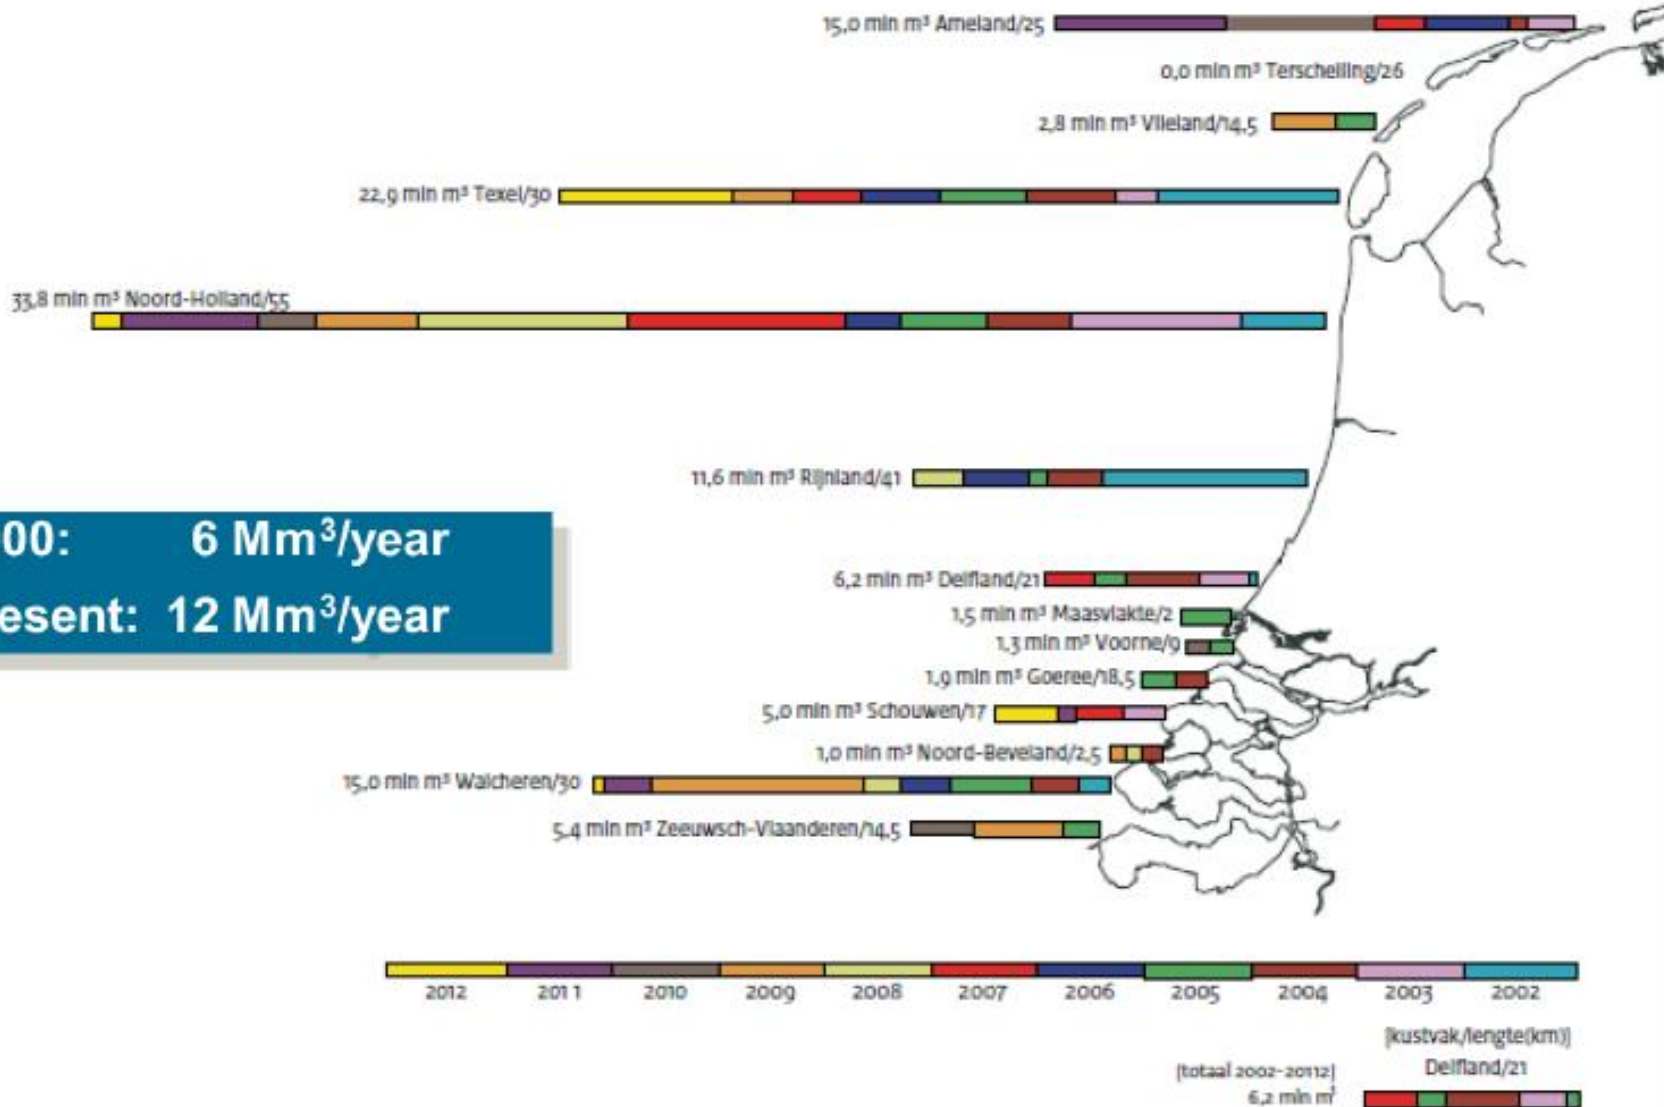 15,0 mln m³ Ameland/25
0,0 mln m³ Terschelling/26
2,8 mln m³ Vlieland/14,5
22,9 mln m³ Texel/30
33,8 mln m³ Noord-Holland/55
11,6 mln m³ Rijnland/41
00: 6 Mm³/year
esent: 12 Mm³/year
6,2 mln m³ Delfland/21
1,5 mln m³ Maasvlakte/2
1,3 mln m³ Voorne/9
1,9 mln m³ Goeree/18,5
5,0 mln m³ Schouwen/17
1,0 mln m³ Noord-Beveland/2,5
15,0 mln m³ Walcheren/30
5,4 mln m³ Zeeuwsch-Vlaanderen/14,5
2012 2011 2010 2009 2008 2007 2006 2005 2004 2003 2002
[kustvak/lengte(km)]
Delfland/21
[totaal 2002-20112]
6,2 mln m³